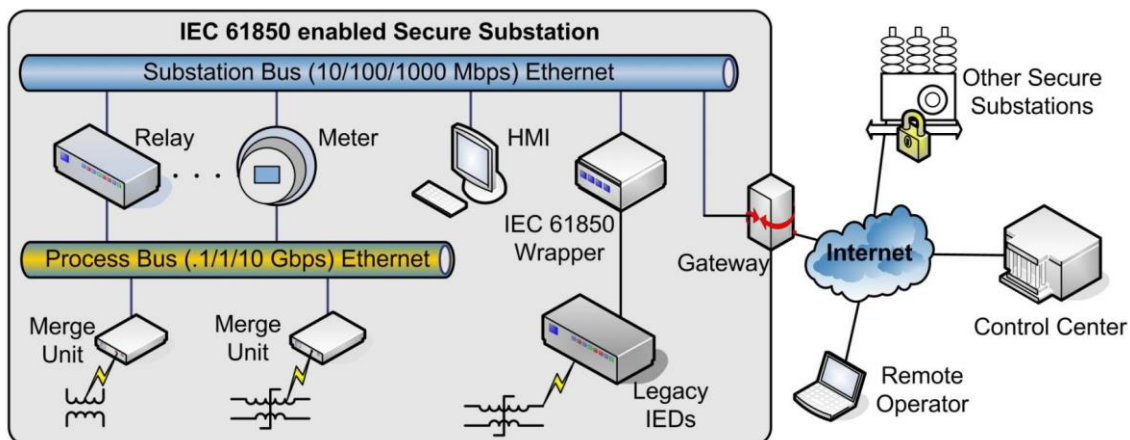 IEC 61850 enabled Secure Substation
Substation Bus (10/100/1000 Mbps) Ethernet
Relay
Meter
HMI
IEC 61850
Wrapper
Process Bus (.1/1/10 Gbps) Ethernet
Merge
Unit
Merge
Unit
Legacy
IEDs
Gateway
Internet
Other Secure
Substations
Control Center
Remote
Operator